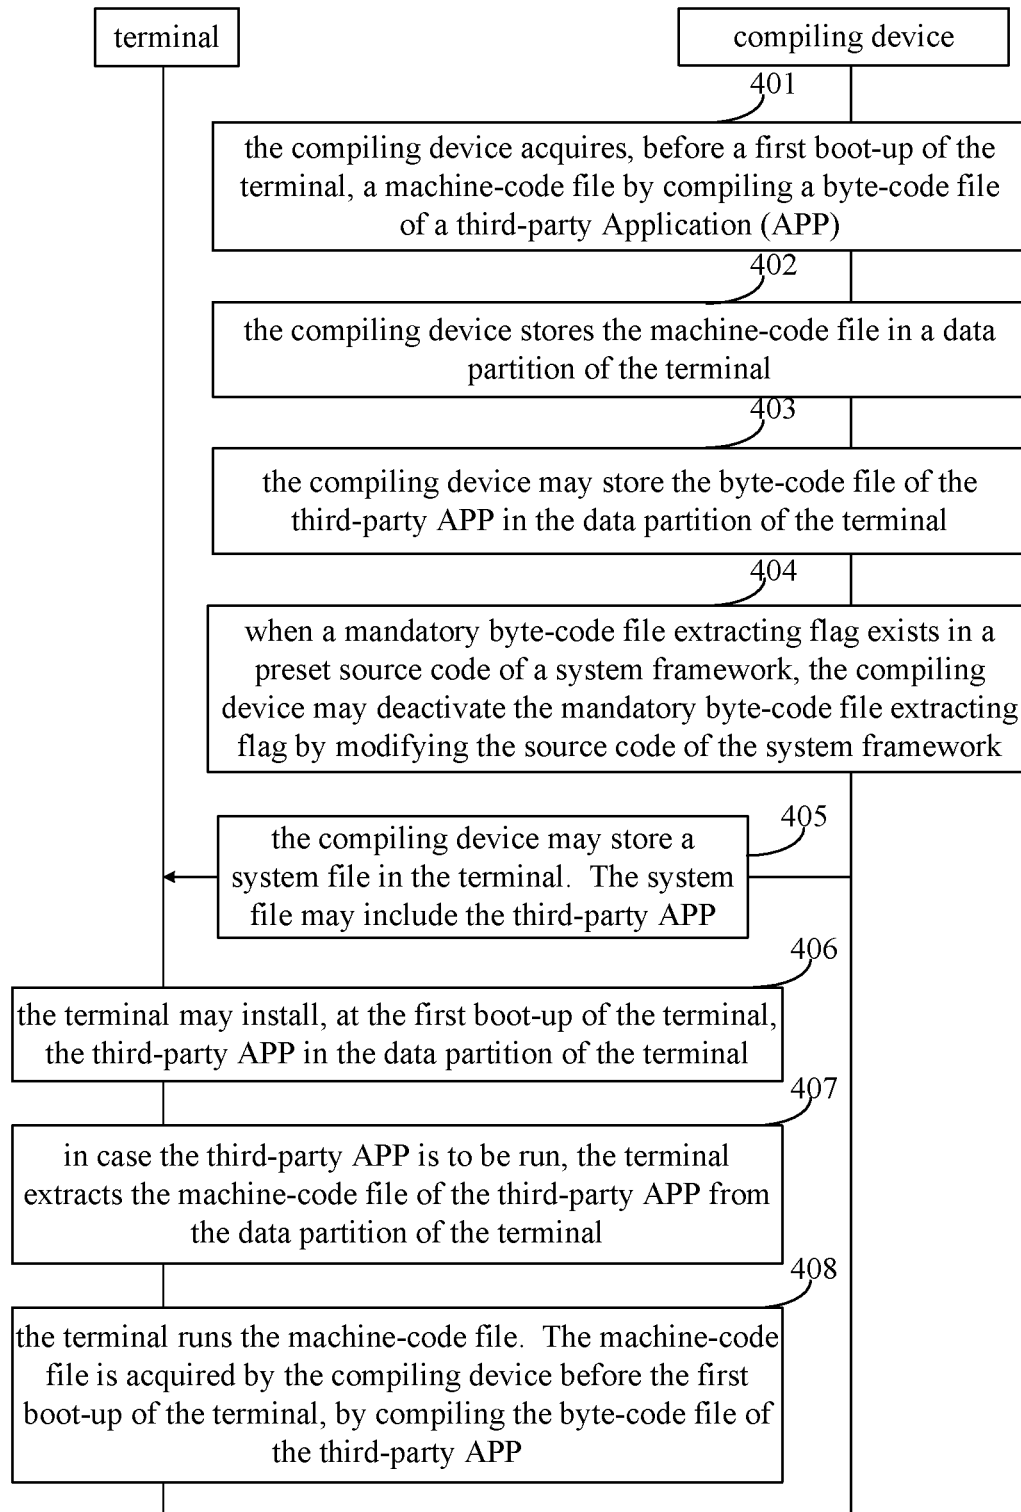 terminal
compiling device
401
the compiling device acquires, before a first boot-up of the
terminal, a machine-code file by compiling a byte-code file
of a third-party Application (APP)
402
the compiling device stores the machine-code file in a data
partition of the terminal
403
the compiling device may store the byte-code file of the
third-party APP in the data partition of the terminal
404
when a mandatory byte-code file extracting flag exists in a
preset source code of a system framework, the compiling
device may deactivate the mandatory byte-code file extracting
flag by modifying the source code of the system framework
405
the compiling device may store a
system file in the terminal. The system
file may include the third-party APP
406
the terminal may install, at the first boot-up of the terminal,
the third-party APP in the data partition of the terminal
407
in case the third-party APP is to be run, the terminal
extracts the machine-code file of the third-party APP from
the data partition of the terminal
408
the terminal runs the machine-code file. The machine-code
file is acquired by the compiling device before the first
boot-up of the terminal, by compiling the byte-code file of
the third-party APP